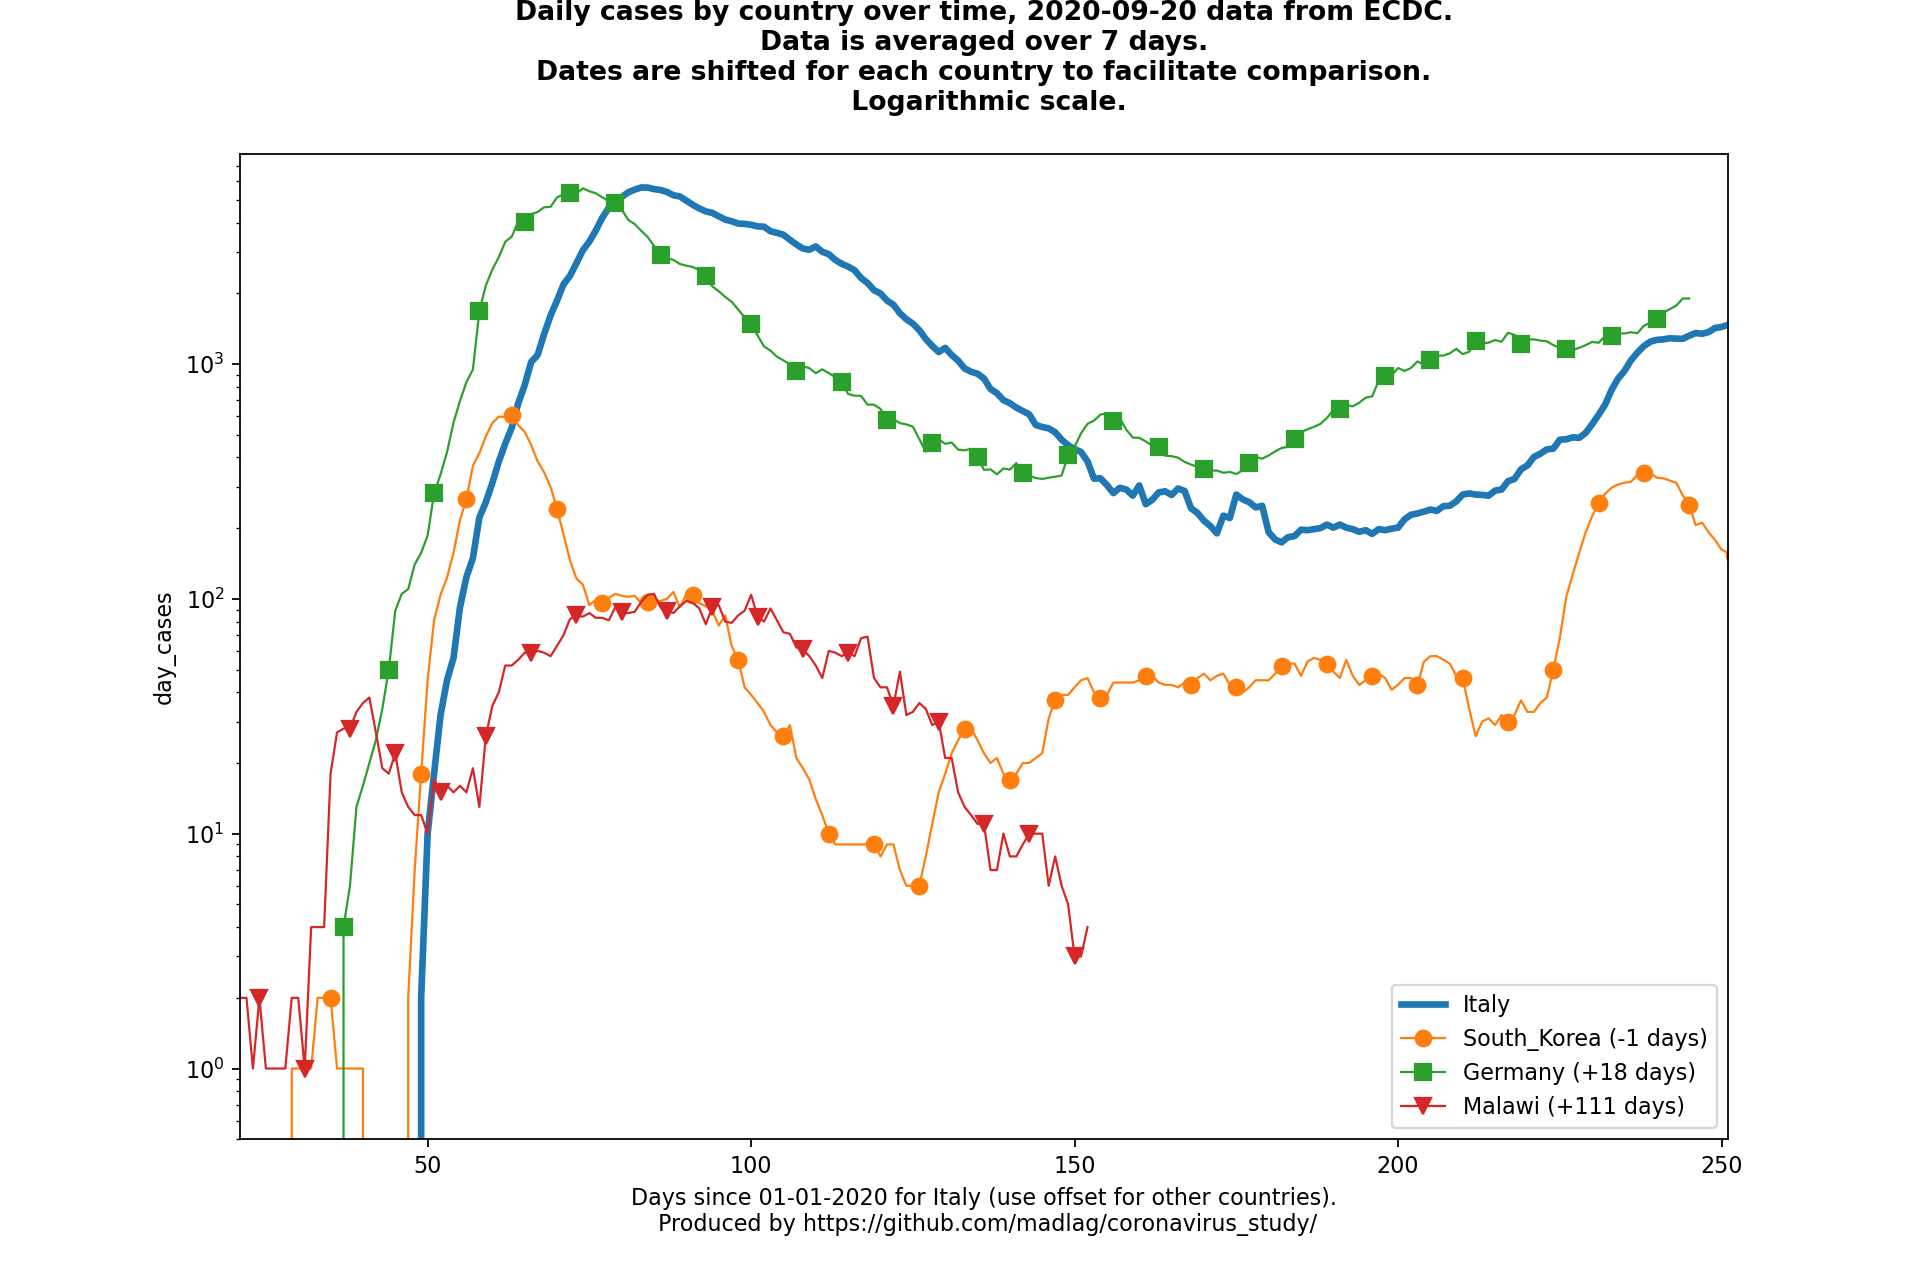 Daily cases by country over time, 2020-09-20 data from ECDC.
Data is averaged over 7 days.
Dates are shifted for each country to facilitate comparison.
Logarithmic scale.
10³
10²
10¹
10⁰
day_cases
50
100
150
200
250
Days since 01-01-2020 for Italy (use offset for other countries).
Produced by https://github.com/madlag/coronavirus_study/
Italy
South_Korea (-1 days)
Germany (+18 days)
Malawi (+111 days)